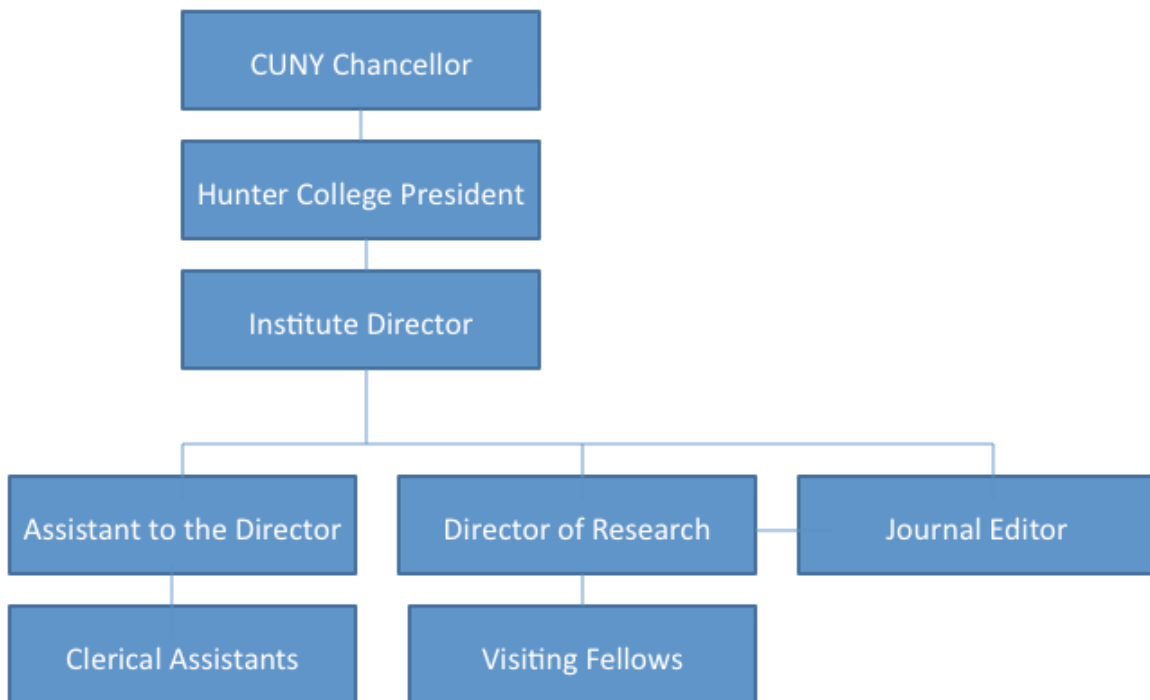 CUNY Chancellor
Hunter College President
Institute Director
Assistant to the Director
Director of Research
Journal Editor
Clerical Assistants
Visiting Fellows